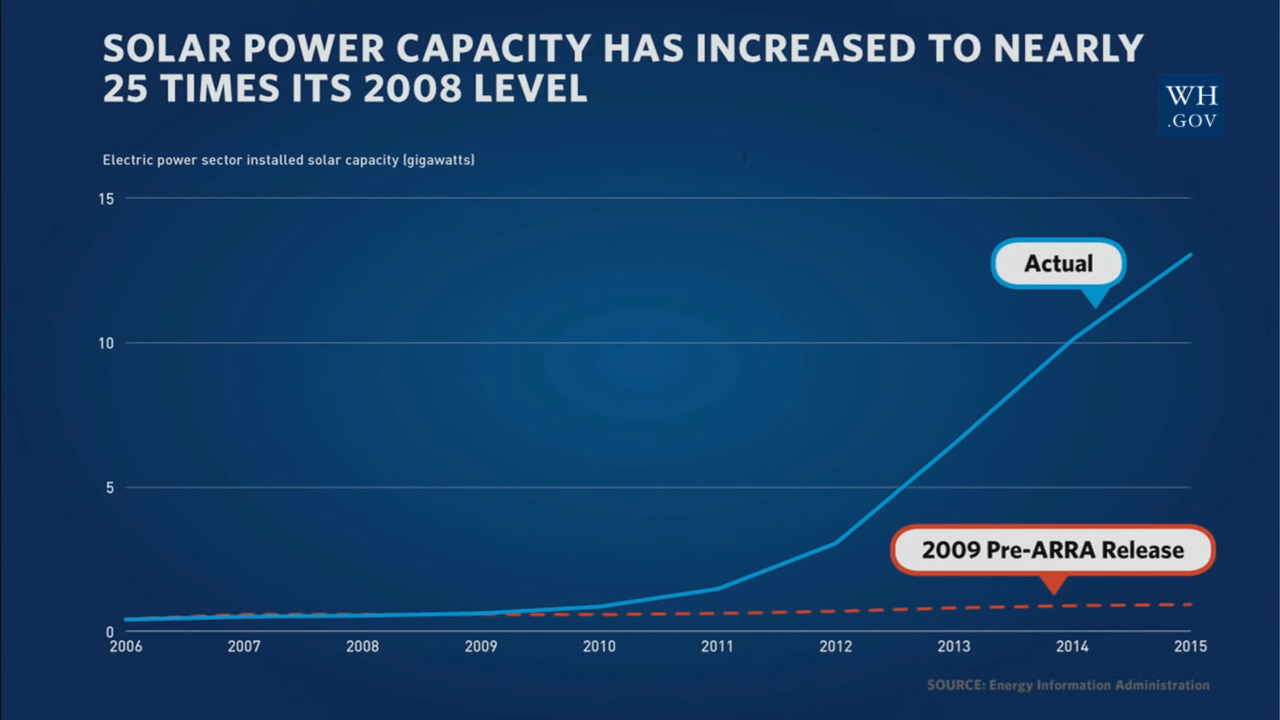 SOLAR POWER CAPACITY HAS INCREASED TO NEARLY
25 TIMES ITS 2008 LEVEL
WH
.GOV
Electric power sector installed solar capacity (gigawatts)
15
Actual
10
5
2009 Pre-ARRA Release
0
2006 2007 2008 2009 2010 2011 2012 2013 2014 2015
SOURCE: Energy Information Administration